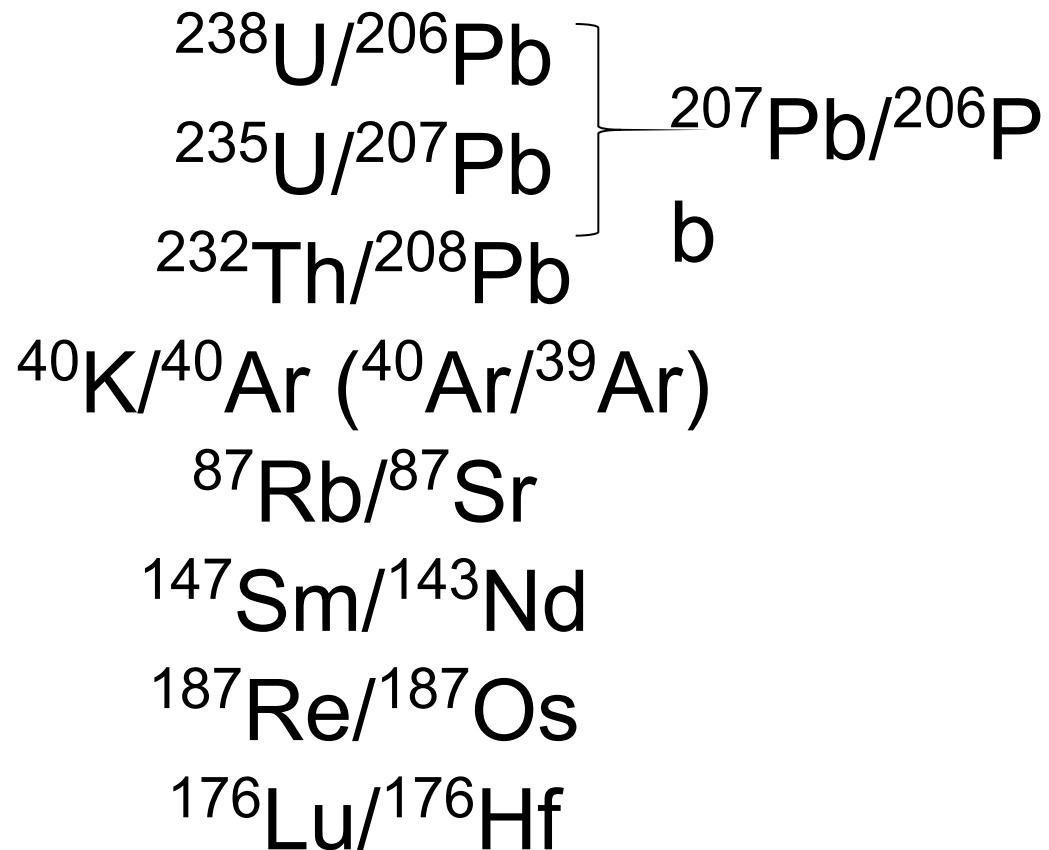 ²³⁸U/²⁰⁶Pb
²³⁵U/²⁰⁷Pb
²³²Th/²⁰⁸Pb
²⁰⁷Pb/²⁰⁶P
b
⁴⁰K/⁴⁰Ar (⁴⁰Ar/³⁹Ar)
⁸⁷Rb/⁸⁷Sr
¹⁴⁷Sm/¹⁴³Nd
¹⁸⁷Re/¹⁸⁷Os
¹⁷⁶Lu/¹⁷⁶Hf